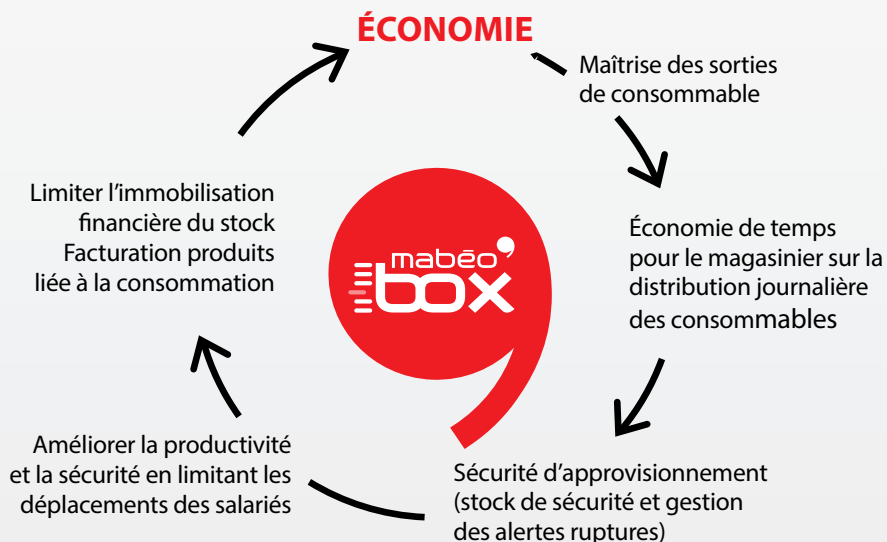 ÉCONOMIE
Maîtrise des sorties
de consommable
Économie de temps
pour le magasinier sur la
distribution journalière
des consommables
Sécurité d’approvisionnement
(stock de sécurité et gestion
des alertes ruptures)
Améliorer la productivité
et la sécurité en limitant les
déplacements des salariés
Limiter l’immobilisation
financière du stock
Facturation produits
liée à la consommation
mabéo’
box